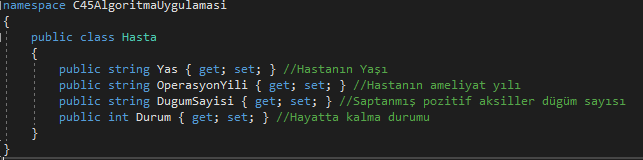 namespace C45AlgoritmaUygulamasi
{
public class Hasta
{
public string Yas { get; set; } //Hastanın Yaşı
public string OperasyonYili { get; set; } //Hastanın ameliyat yılı
public string DugumSayisi { get; set; } //Saptanmış pozitif aksiller düğüm sayısı
public int Durum { get; set; } //Hayatta kalma durumu
}
}